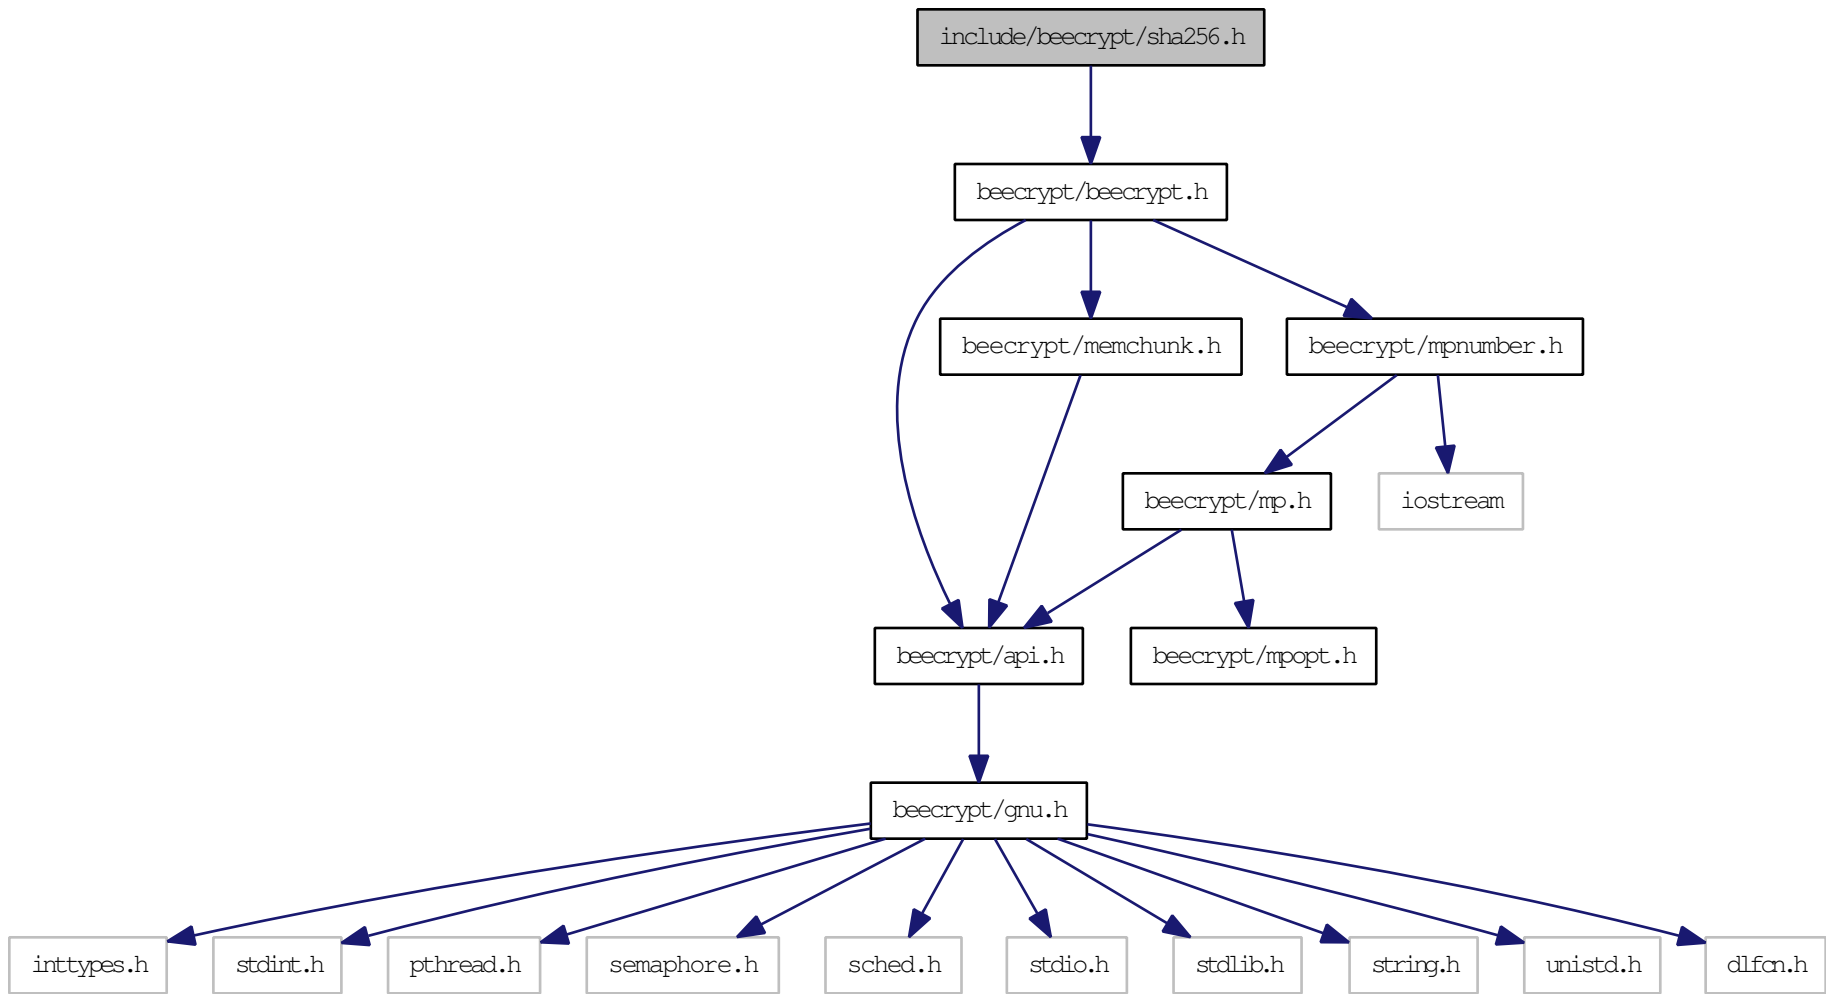 include/beecrypt/sha256.h
beecrypt/beecrypt.h
beecrypt/memchunk.h
beecrypt/mpnumber.h
beecrypt/mp.h
iostream
beecrypt/api.h
beecrypt/mpopt.h
beecrypt/gnu.h
inttypes.h
stdint.h
pthread.h
semaphore.h
sched.h
stdio.h
stdlib.h
string.h
unistd.h
dlfcn.h